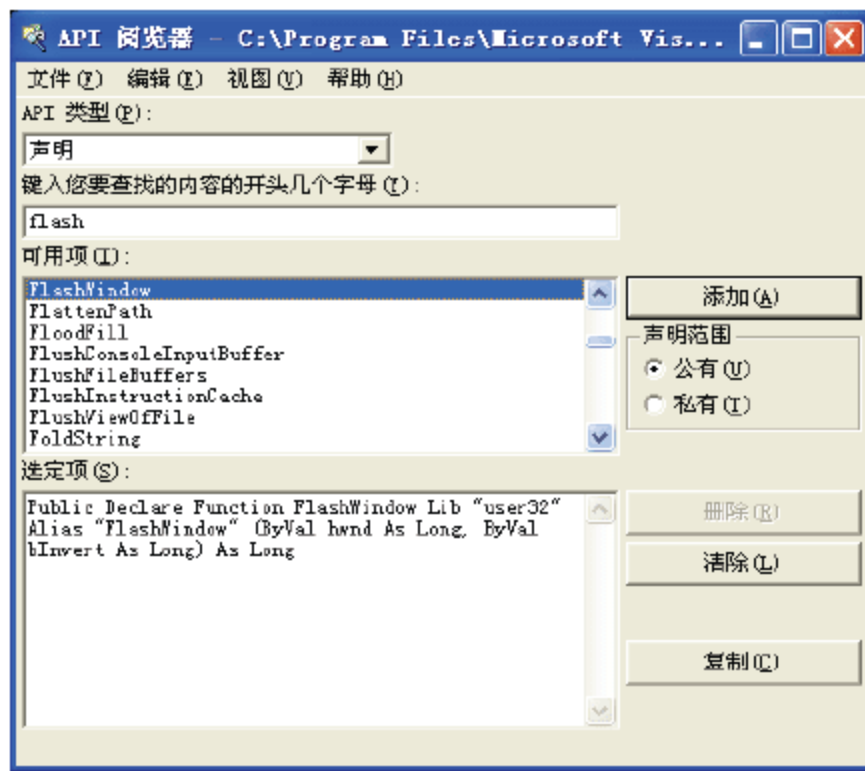 API 阅览器 - C:\Program Files\Microsoft Vis...
文件(F) 编辑(E) 视图(V) 帮助(H)
API 类型(P):
声明
键入您要查找的内容的开头几个字母(Y):
flash
可用项(I):
FlashWindow
FlattenPath
FloodFill
FlushConsoleInputBuffer
FlushFileBuffers
FlushInstructionCache
FlushViewOfFile
FoldString
添加(A)
声明范围
公有(U)
私有(T)
选定项(S):
Public Declare Function FlashWindow Lib "user32"
Alias "FlashWindow" (ByVal hwnd As Long, ByVal
bInvert As Long) As Long
删除(R)
清除(L)
复制(C)